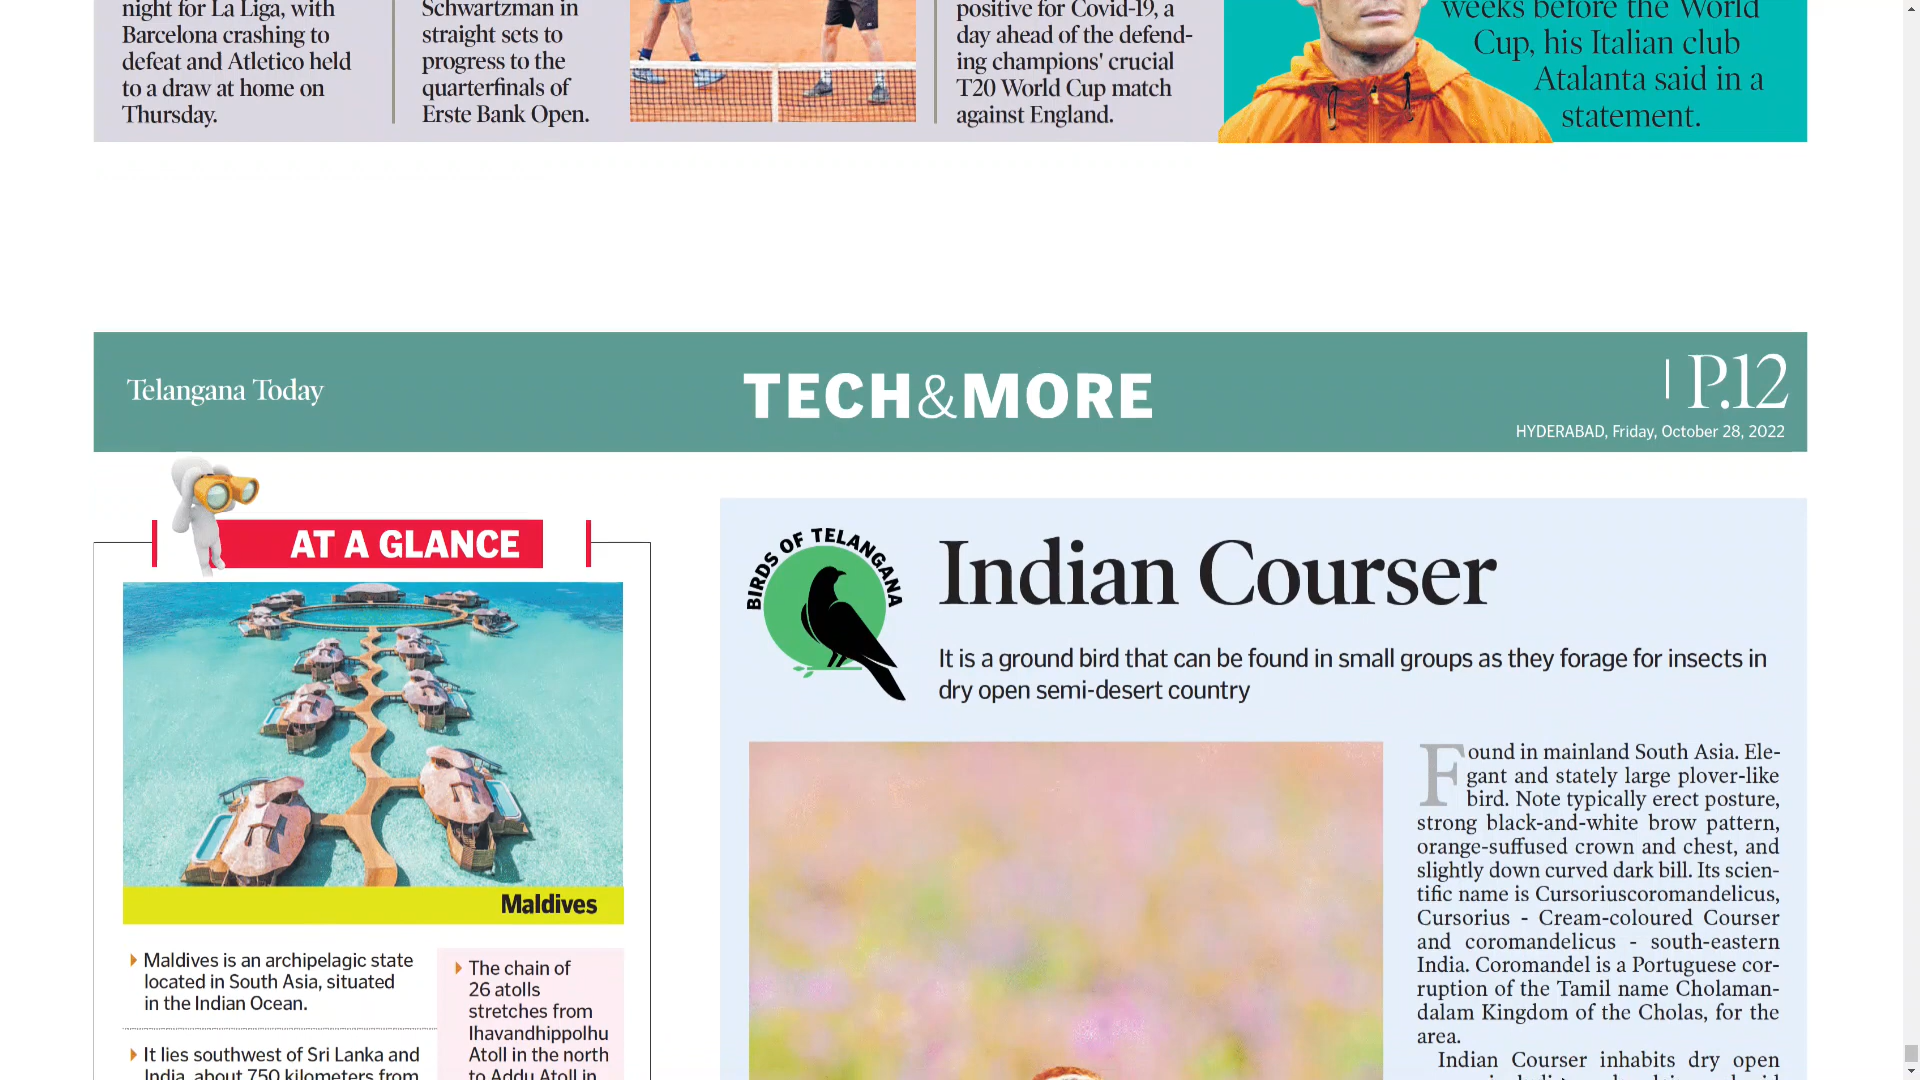 night for La Liga, with
Barcelona crashing to
defeat and Atletico held
to a draw at home on
Thursday.
Schwartzman in
straight sets to
progress to the
quarterfinals of
Erste Bank Open.
positive for Covid-19, a
day ahead of the defend-
ing champions' crucial
T20 World Cup match
against England.
weeks before the World
Cup, his Italian club
Atalanta said in a
statement.
Telangana Today
TECH&MORE
P.12
HYDERABAD, Friday, October 28, 2022
AT A GLANCE
Maldives
Maldives is an archipelagic state
located in South Asia, situated
in the Indian Ocean.
It lies southwest of Sri Lanka and
India, about 750 kilometers from
The chain of
26 atolls
stretches from
Ihavandhippolhu
Atoll in the north
to Addu Atoll in
BIRDS OF TELANGANA
Indian Courser
It is a ground bird that can be found in small groups as they forage for insects in
dry open semi-desert country
Found in mainland South Asia. Ele-
gant and stately large plover-like
bird. Note typically erect posture,
strong black-and-white brow pattern,
orange-suffused crown and chest, and
slightly down curved dark bill. Its scien-
tific name is Cursoriuscoromandelicus,
Cursorius - Cream-coloured Courser
and coromandelicus - south-eastern
India. Coromandel is a Portuguese cor-
ruption of the Tamil name Cholaman-
dalam Kingdom of the Cholas, for the
area.
Indian Courser inhabits dry open